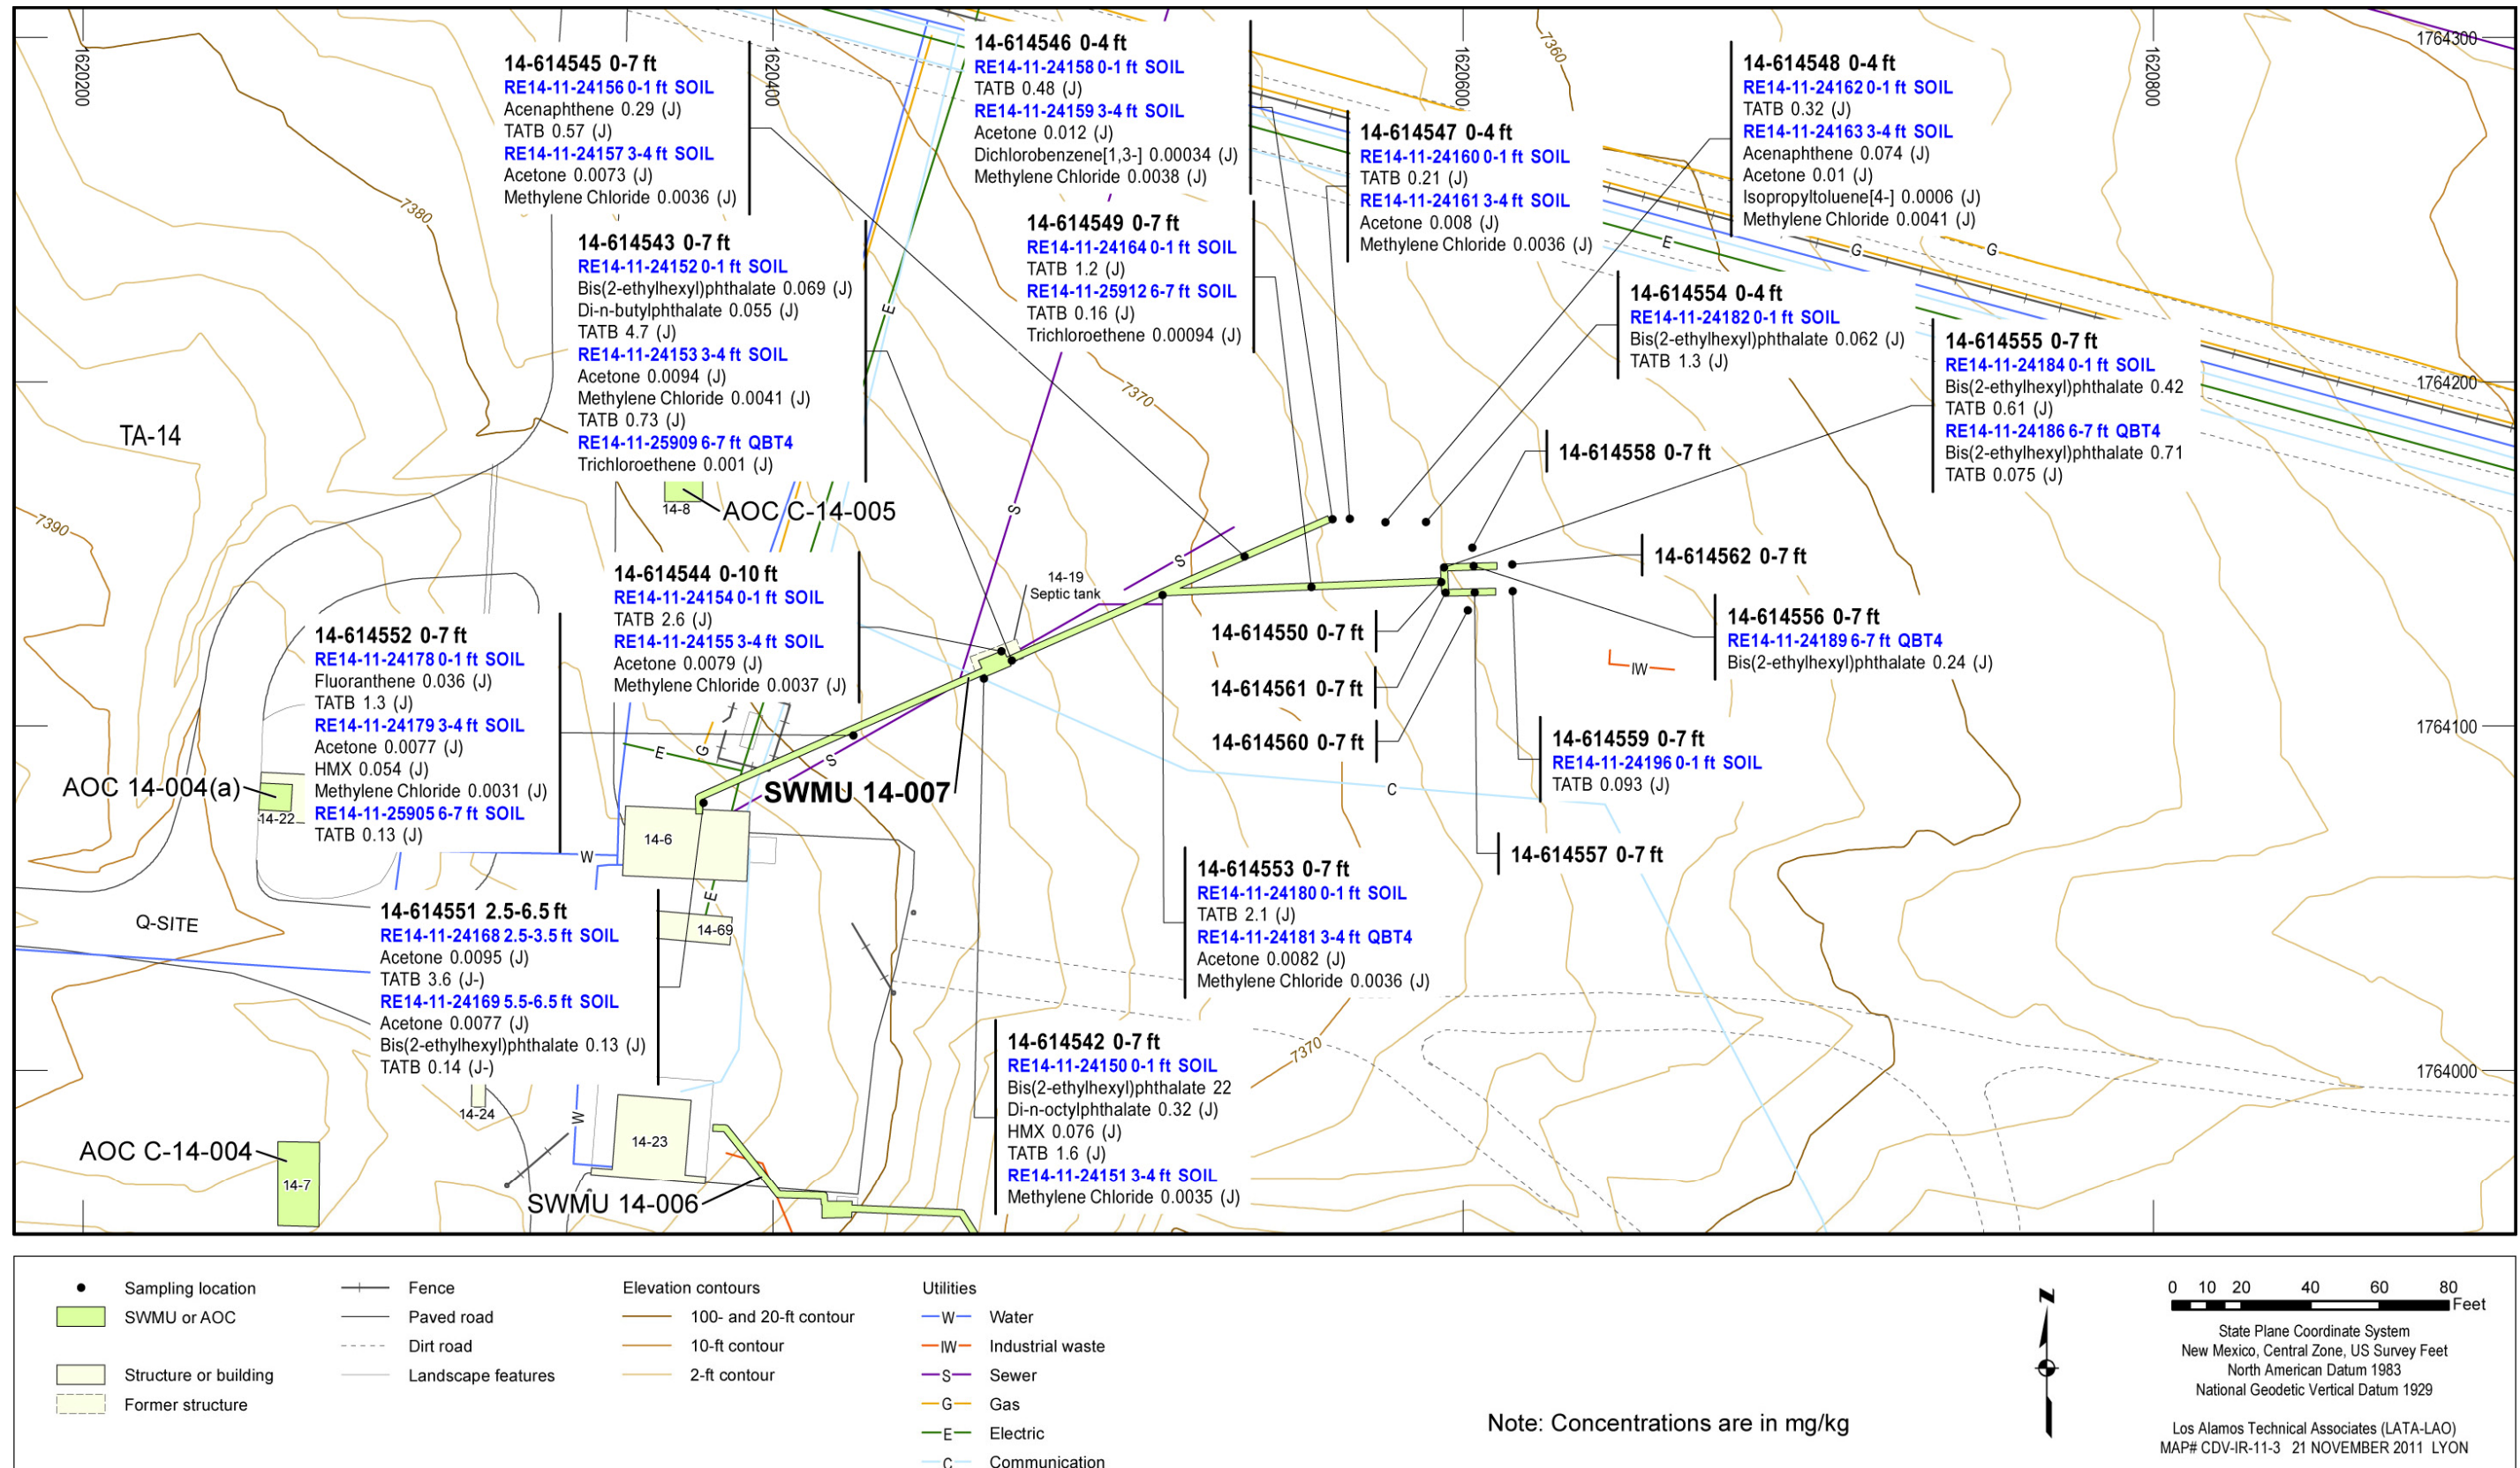 1620200
1620400
1620600
1620800
1764300
1764200
1764100
1764000
14-614545 0-7 ft
RE14-11-24156 0-1 ft SOIL
Acenaphthene 0.29 (J)
TATB 0.57 (J)
RE14-11-24157 3-4 ft SOIL
Acetone 0.0073 (J)
Methylene Chloride 0.0036 (J)
14-614546 0-4 ft
RE14-11-24158 0-1 ft SOIL
TATB 0.48 (J)
RE14-11-24159 3-4 ft SOIL
Acetone 0.012 (J)
Dichlorobenzene[1,3-] 0.00034 (J)
Methylene Chloride 0.0038 (J)
14-614547 0-4 ft
RE14-11-24160 0-1 ft SOIL
TATB 0.21 (J)
RE14-11-24161 3-4 ft SOIL
Acetone 0.008 (J)
Methylene Chloride 0.0036 (J)
14-614548 0-4 ft
RE14-11-24162 0-1 ft SOIL
TATB 0.32 (J)
RE14-11-24163 3-4 ft SOIL
Acenaphthene 0.074 (J)
Acetone 0.01 (J)
Isopropyltoluene[4-] 0.0006 (J)
Methylene Chloride 0.0041 (J)
14-614543 0-7 ft
RE14-11-24152 0-1 ft SOIL
Bis(2-ethylhexyl)phthalate 0.069 (J)
Di-n-butylphthalate 0.055 (J)
TATB 4.7 (J)
RE14-11-24153 3-4 ft SOIL
Acetone 0.0094 (J)
Methylene Chloride 0.0041 (J)
TATB 0.73 (J)
RE14-11-25909 6-7 ft QBT4
Trichloroethene 0.001 (J)
14-614549 0-7 ft
RE14-11-24164 0-1 ft SOIL
TATB 1.2 (J)
RE14-11-25912 6-7 ft SOIL
TATB 0.16 (J)
Trichloroethene 0.00094 (J)
14-614554 0-4 ft
RE14-11-24182 0-1 ft SOIL
Bis(2-ethylhexyl)phthalate 0.062 (J)
TATB 1.3 (J)
14-614555 0-7 ft
RE14-11-24184 0-1 ft SOIL
Bis(2-ethylhexyl)phthalate 0.42
TATB 0.61 (J)
RE14-11-24186 6-7 ft QBT4
Bis(2-ethylhexyl)phthalate 0.71
TATB 0.075 (J)
7360
7380
7370
7390
7370
E
E
G
G
S
S
S
E
G
W
E
W
C
IW
TA-14
14-8
AOC C-14-005
14-614558 0-7 ft
14-614562 0-7 ft
14-614544 0-10 ft
RE14-11-24154 0-1 ft SOIL
TATB 2.6 (J)
RE14-11-24155 3-4 ft SOIL
Acetone 0.0079 (J)
Methylene Chloride 0.0037 (J)
14-19
Septic tank
14-614552 0-7 ft
RE14-11-24178 0-1 ft SOIL
Fluoranthene 0.036 (J)
TATB 1.3 (J)
RE14-11-24179 3-4 ft SOIL
Acetone 0.0077 (J)
HMX 0.054 (J)
Methylene Chloride 0.0031 (J)
RE14-11-25905 6-7 ft SOIL
TATB 0.13 (J)
14-614550 0-7 ft
14-614561 0-7 ft
14-614560 0-7 ft
14-614556 0-7 ft
RE14-11-24189 6-7 ft QBT4
Bis(2-ethylhexyl)phthalate 0.24 (J)
14-614559 0-7 ft
RE14-11-24196 0-1 ft SOIL
TATB 0.093 (J)
14-614557 0-7 ft
AOC 14-004(a)
14-22
SWMU 14-007
14-6
14-614553 0-7 ft
RE14-11-24180 0-1 ft SOIL
TATB 2.1 (J)
RE14-11-24181 3-4 ft QBT4
Acetone 0.0082 (J)
Methylene Chloride 0.0036 (J)
Q-SITE
14-69
14-614551 2.5-6.5 ft
RE14-11-24168 2.5-3.5 ft SOIL
Acetone 0.0095 (J)
TATB 3.6 (J-)
RE14-11-24169 5.5-6.5 ft SOIL
Acetone 0.0077 (J)
Bis(2-ethylhexyl)phthalate 0.13 (J)
TATB 0.14 (J-)
14-614542 0-7 ft
RE14-11-24150 0-1 ft SOIL
Bis(2-ethylhexyl)phthalate 22
Di-n-octylphthalate 0.32 (J)
HMX 0.076 (J)
TATB 1.6 (J)
RE14-11-24151 3-4 ft SOIL
Methylene Chloride 0.0035 (J)
14-24
14-23
AOC C-14-004
14-7
SWMU 14-006
Sampling location
SWMU or AOC
Structure or building
Former structure
Fence
Paved road
Dirt road
Landscape features
Elevation contours
100- and 20-ft contour
10-ft contour
2-ft contour
Utilities
W Water
IW Industrial waste
S Sewer
G Gas
E Electric
C Communication
Note: Concentrations are in mg/kg
Z
0 10 20 40 60 80
Feet
State Plane Coordinate System
New Mexico, Central Zone, US Survey Feet
North American Datum 1983
National Geodetic Vertical Datum 1929
Los Alamos Technical Associates (LATA-LAO)
MAP# CDV-IR-11-3 21 NOVEMBER 2011 LYON